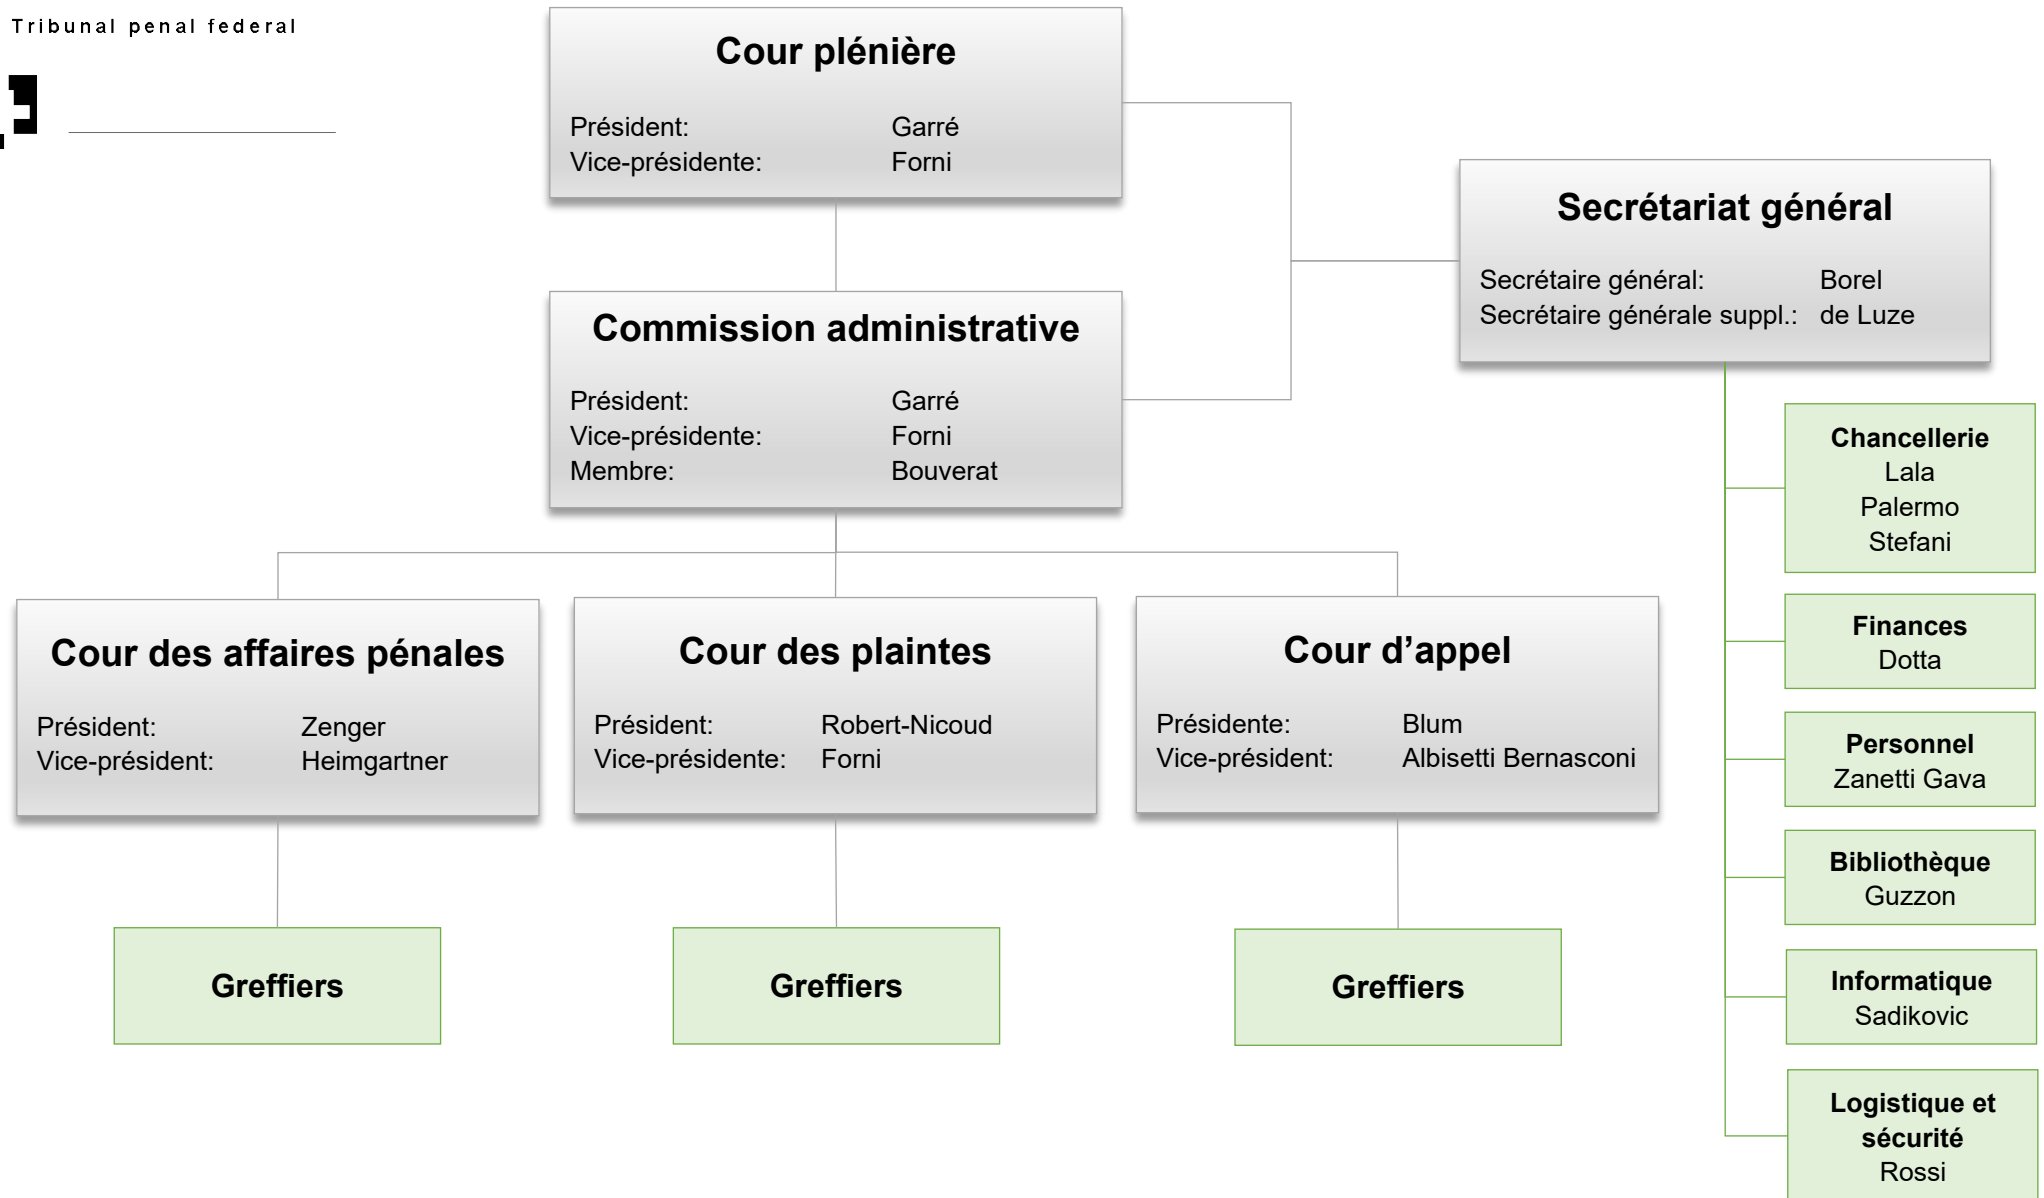 Tribunal penal federal
Cour plénière
Président: Garré
Vice-présidente: Forni
Secrétariat général
Secrétaire général: Borel
Secrétaire générale suppl.: de Luze
Commission administrative
Président: Garré
Vice-présidente: Forni
Membre: Bouverat
Cour des affaires pénales
Président: Zenger
Vice-président: Heimgartner
Cour des plaintes
Président: Robert-Nicoud
Vice-présidente: Forni
Cour d’appel
Présidente: Blum
Vice-président: Albisetti Bernasconi
Greffiers
Greffiers
Greffiers
Chancellerie
Lala
Palermo
Stefani
Finances
Dotta
Personnel
Zanetti Gava
Bibliothèque
Guzzon
Informatique
Sadikovic
Logistique et
sécurité
Rossi